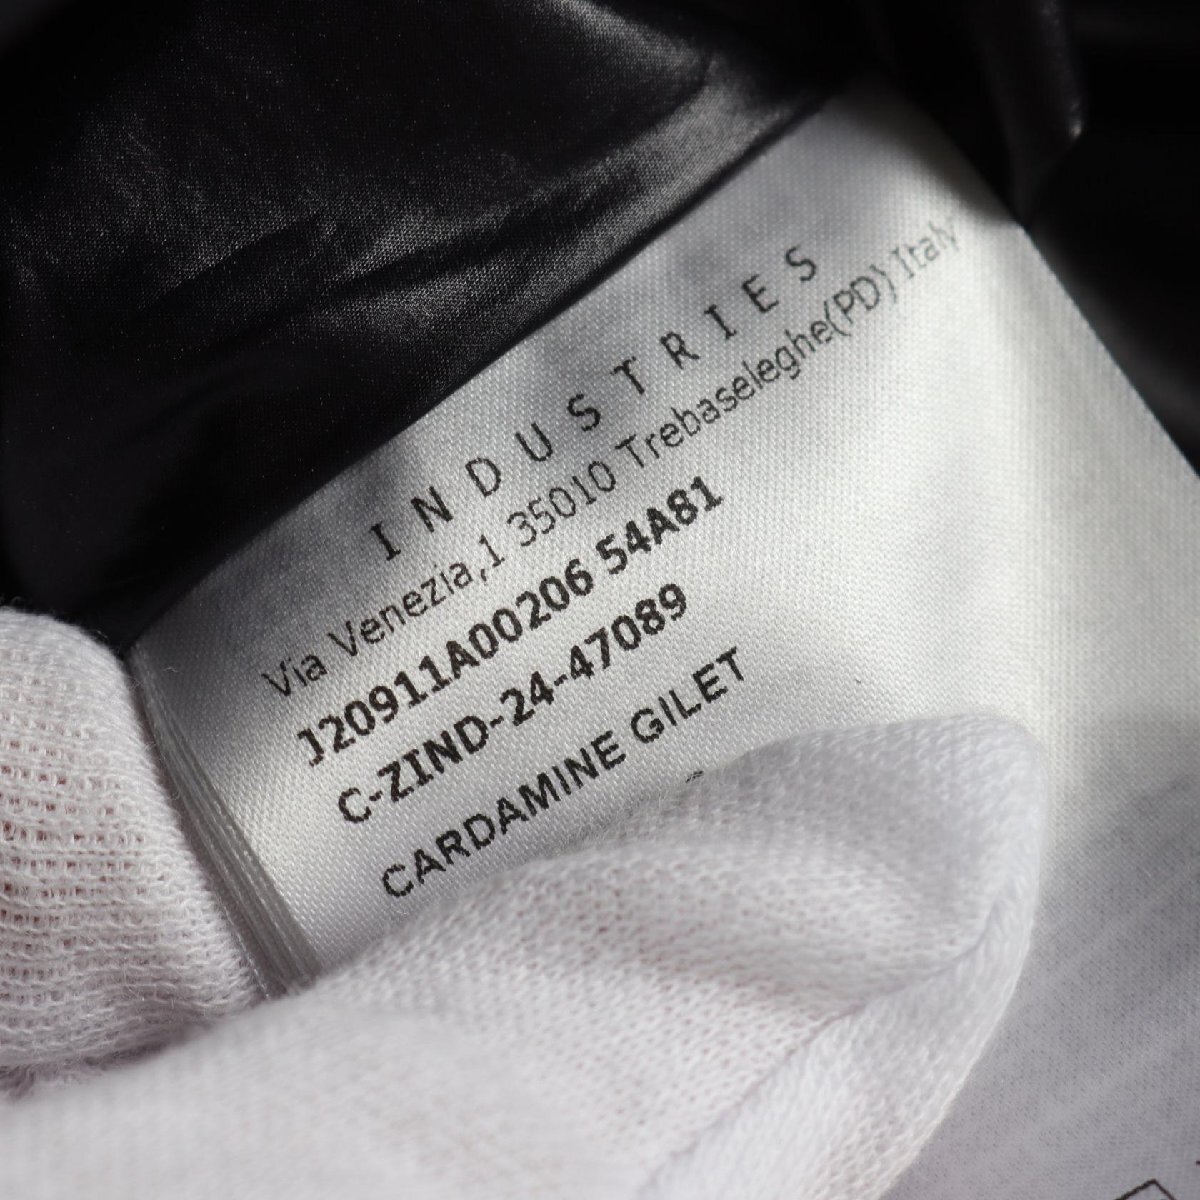 INDUSTRIES
Via Venezia,1 35010 Trebaseleghe(PD) Italy
J20911A00206 54A81
C-ZIND-24-47089
CARDAMINE GILET